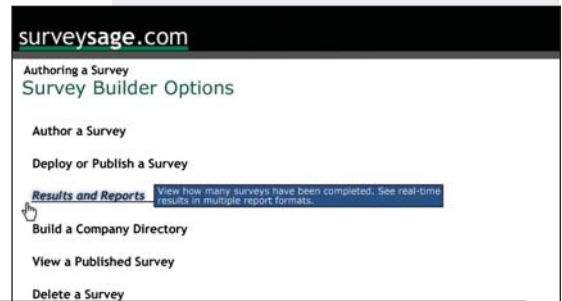 surveysage.com
Authoring a Survey
Survey Builder Options
Author a Survey
Deploy or Publish a Survey
Results and Reports
View how many surveys have been completed. See real-time
results in multiple report formats.
Build a Company Directory
View a Published Survey
Delete a Survey